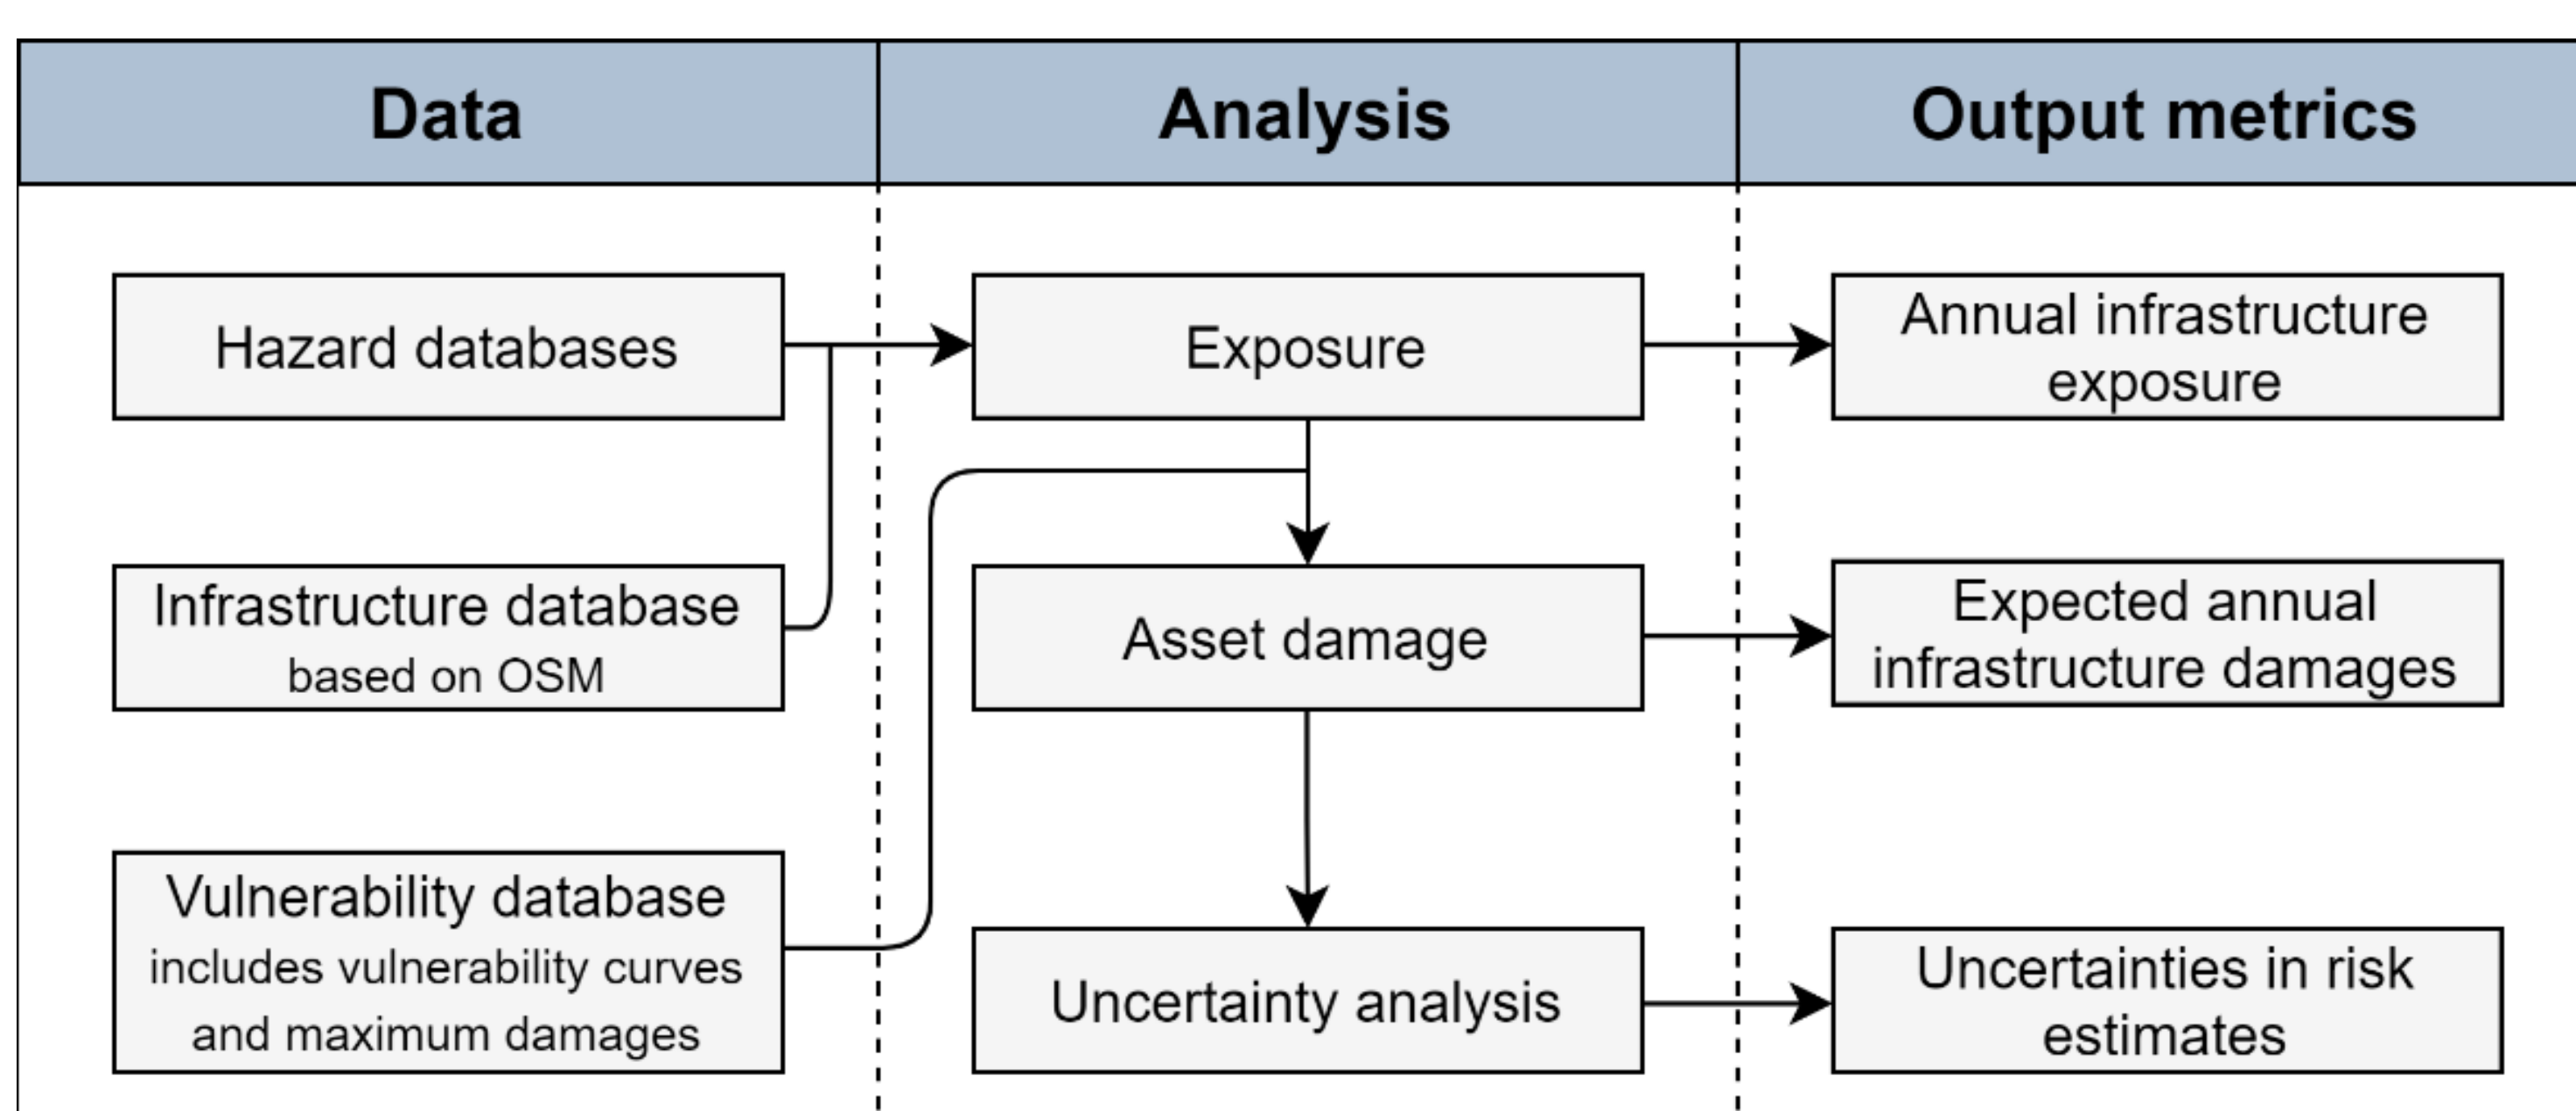 Data
Analysis
Output metrics
Hazard databases
Exposure
Annual infrastructure
exposure
Infrastructure database
based on OSM
Asset damage
Expected annual
infrastructure damages
Vulnerability database
includes vulnerability curves
and maximum damages
Uncertainty analysis
Uncertainties in risk
estimates